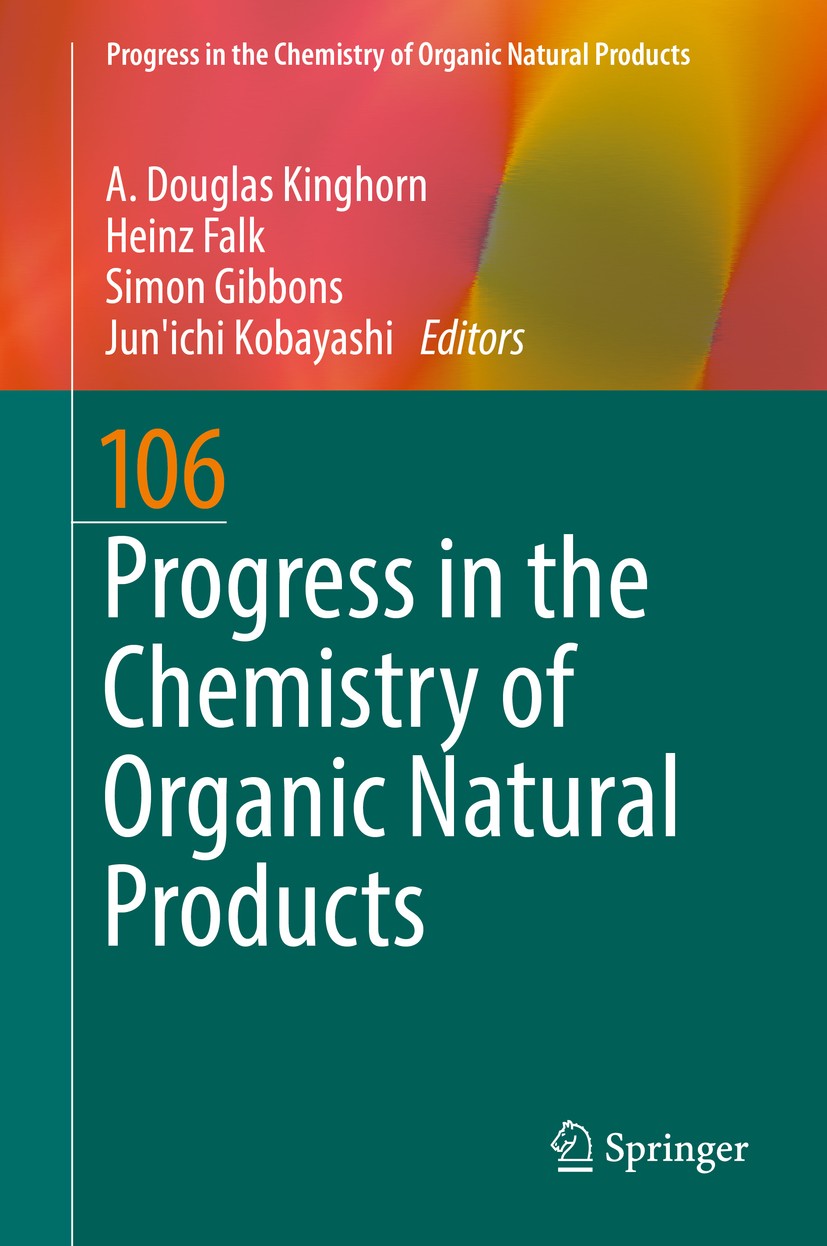 Progress in the Chemistry of Organic Natural Products
A. Douglas Kinghorn
Heinz Falk
Simon Gibbons
Jun'ichi Kobayashi Editors
106
Progress in the
Chemistry of
Organic Natural
Products
Springer